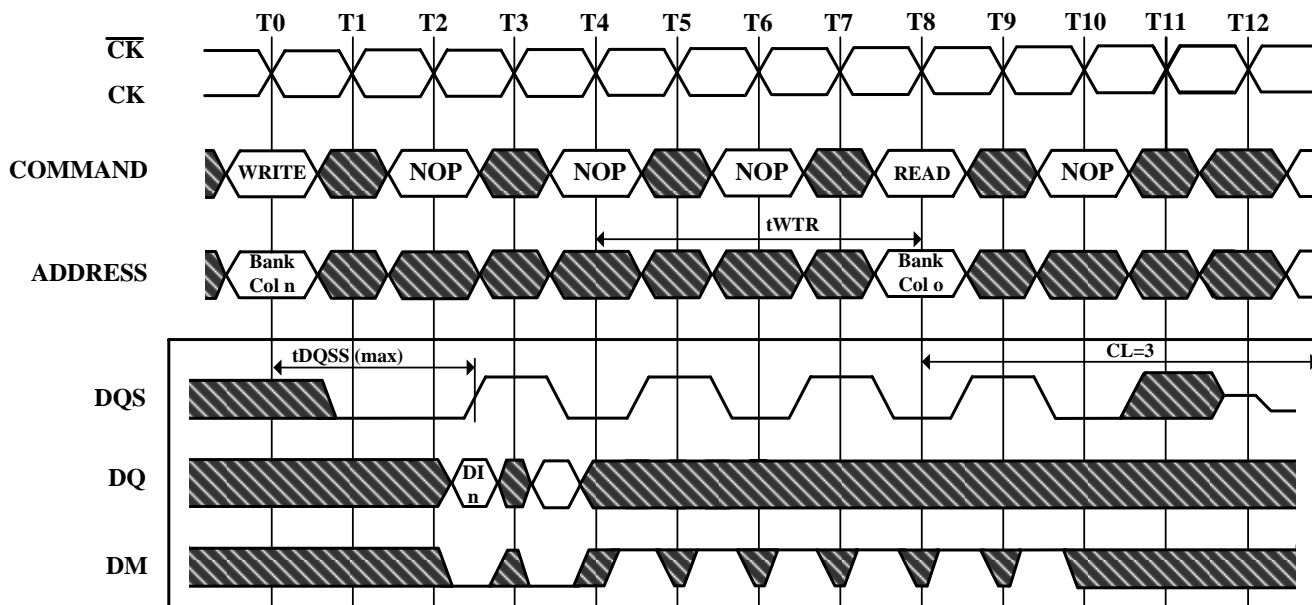 T0 T1 T2 T3 T4 T5 T6 T7 T8 T9 T10 T11 T12
CK
CK
COMMAND WRITE NOP NOP NOP READ NOP
tWTR
ADDRESS Bank Col n Bank Col o
tDQSS (max) CL=3
DQS
DQ DI n
DM